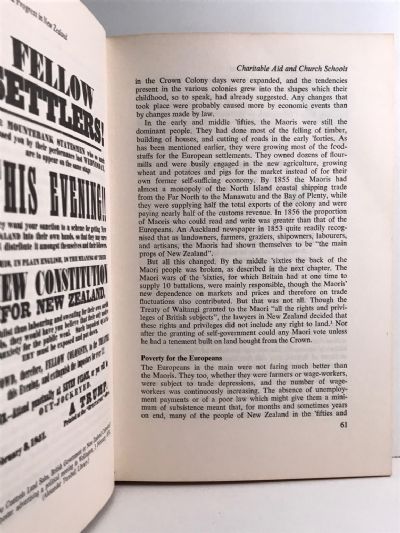 Progress in New Zealand
FELLOW
SETTLERS!
MOUNTEBANK STATESMEN
THIS EVENING!
NEW CONSTITUTION
FOR NEW ZEALAND.
Charitable Aid and Church Schools
in the Crown Colony days were expanded, and the tendencies
present in the various colonies grew into the shapes which their
childhood, so to speak, had already suggested. Any changes that
took place were probably caused more by economic events than
by changes made by law.
In the early and middle 'fifties, the Maoris were still the
dominant people. They had done most of the felling of timber,
building of houses, and cutting of roads in the early 'forties. As
has been mentioned earlier, they were growing most of the food-
stuffs for the European settlements. They owned dozens of flour-
mills and were busily engaged in the new agriculture, growing
wheat and potatoes and pigs for the market instead of for their
own former self-sufficing economy. By 1855 the Maoris had
almost a monopoly of the North Island coastal shipping trade
from the Far North to the Manawatu and the Bay of Plenty, while
they were supplying half the total exports of the colony and were
paying nearly half of the customs revenue. In 1856 the proportion
of Maoris who could read and write was greater than that of the
Europeans. An Auckland newspaper in 1853 quite readily recog-
nised that as landowners, farmers, graziers, shipowners, labourers,
and artisans, the Maoris had shown themselves to be "the main
props of New Zealand".
But all this changed. By the middle 'sixties the back of the
Maori people was broken, as described in the next chapter. The
Maori wars of the 'sixties, for which Britain had at one time to
supply 10 battalions, were mainly responsible, though the Maoris'
new dependence on markets and prices and therefore on trade
fluctuations also contributed. But that was not all. Though the
Treaty of Waitangi granted to the Maori "all the rights and privi-
leges of British subjects", the lawyers in New Zealand decided that
these rights and privileges did not include any right to land.¹ Nor
after the granting of self-government could any Maori vote unless
he had a tenement built on land bought from the Crown.
Poverty for the Europeans
The Europeans in the main were not faring much better than
the Maoris. They too, whether they were farmers or wage-workers,
were subject to trade depressions, and the number of wage-
workers was continuously increasing. The absence of unemploy-
ment payments or of a poor law which might give them a mini-
mum of subsistence meant that, for months and sometimes years
on end, many of the people of New Zealand in the 'fifties and
61